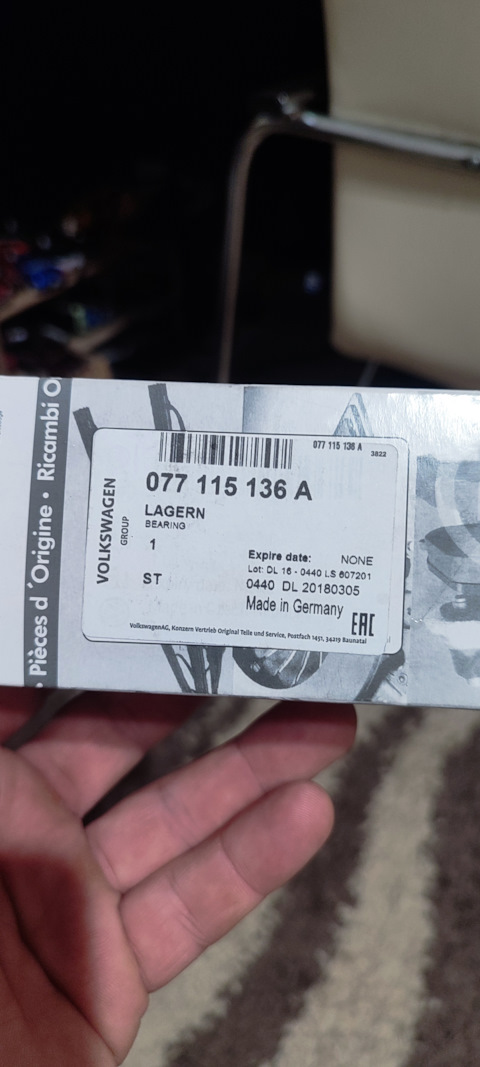 • Pièces d'Origine • Ricambi O
077 115 136 A
3822
077 115 136 A
LAGERN
BEARING
1
ST
VOLKSWAGEN
GROUP
Expire date: NONE
Lot: DL 16 - 0440 LS 607201
0440 DL 20180305
Made in Germany
EAC
VolkswagenAG, Konzern Vertrieb Original Teile und Service, Postfach 1451, 34219 Baunatal